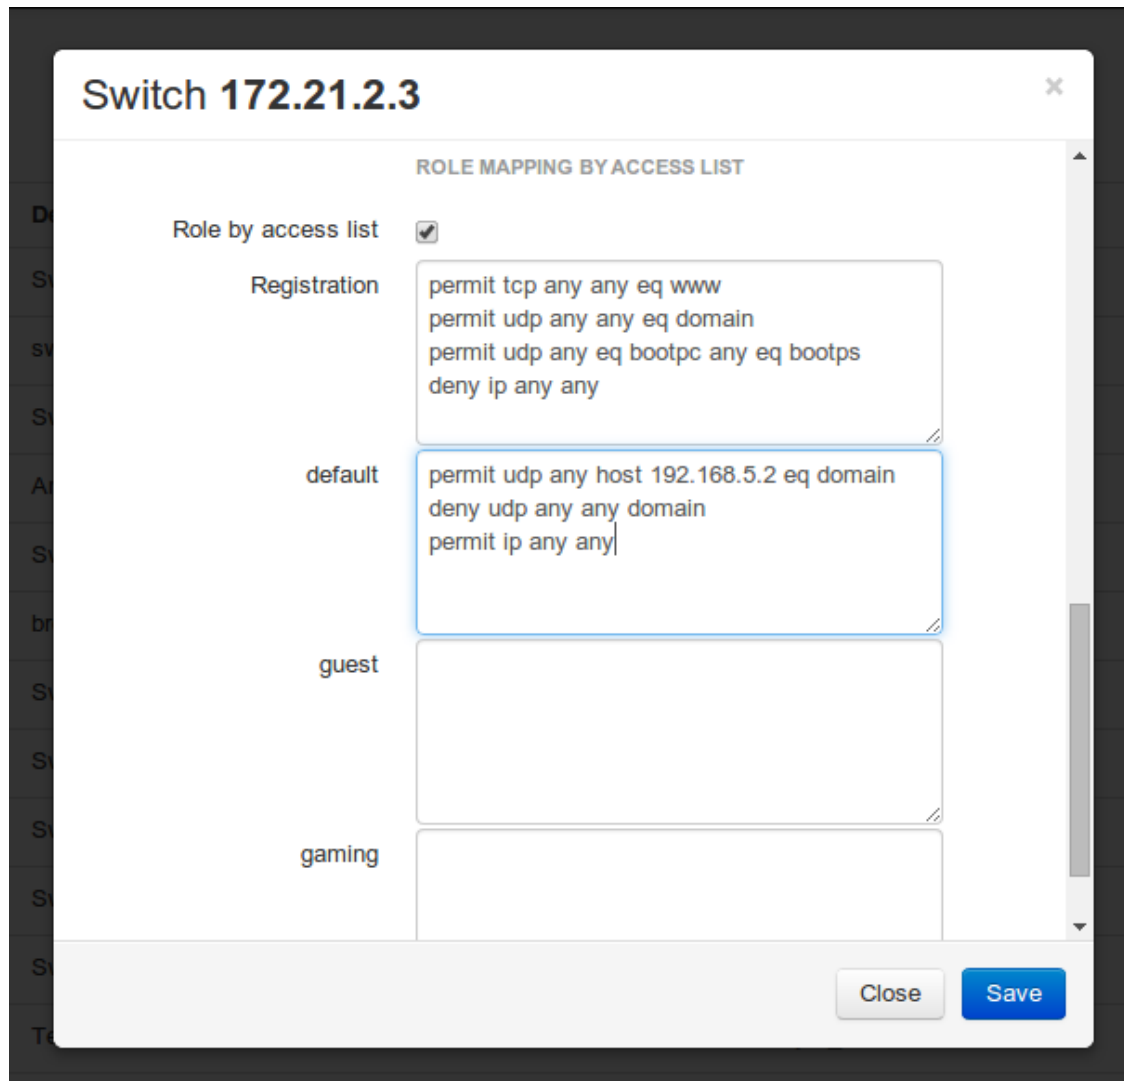 Switch 172.21.2.3
×
ROLE MAPPING BY ACCESS LIST
Role by access list
Registration
permit tcp any any eq www
permit udp any any eq domain
permit udp any eq bootpc any eq bootps
deny ip any any
default
permit udp any host 192.168.5.2 eq domain
deny udp any any domain
permit ip any any
guest
gaming
Close
Save